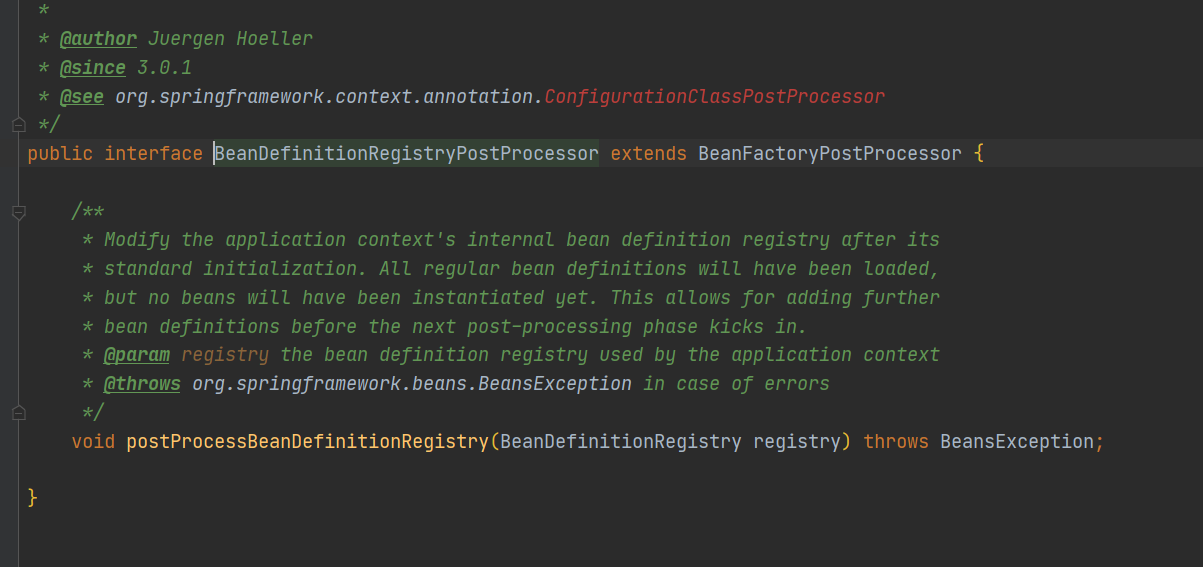 *
* @author Juergen Hoeller
* @since 3.0.1
* @see org.springframework.context.annotation.ConfigurationClassPostProcessor
*/
public interface BeanDefinitionRegistryPostProcessor extends BeanFactoryPostProcessor {
/**
* Modify the application context's internal bean definition registry after its
* standard initialization. All regular bean definitions will have been loaded,
* but no beans will have been instantiated yet. This allows for adding further
* bean definitions before the next post-processing phase kicks in.
* @param registry the bean definition registry used by the application context
* @throws org.springframework.beans.BeansException in case of errors
*/
void postProcessBeanDefinitionRegistry(BeanDefinitionRegistry registry) throws BeansException;
}